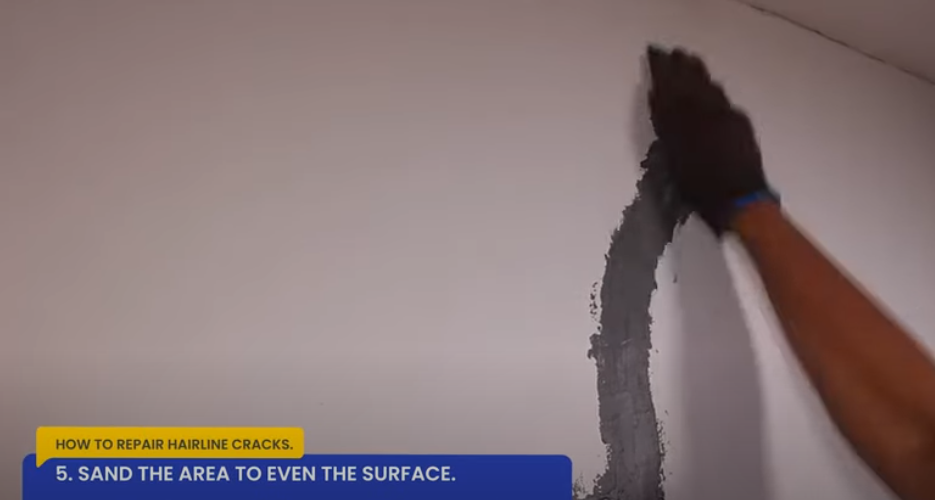 HOW TO REPAIR HAIRLINE CRACKS.
5. SAND THE AREA TO EVEN THE SURFACE.